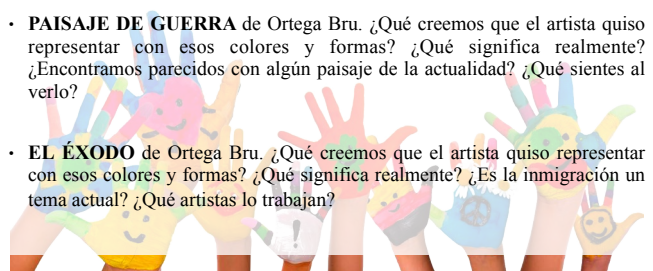 • PAISAJE DE GUERRA de Ortega Bru. ¿Qué creemos que el artista quiso
representar con esos colores y formas? ¿Qué significa realmente?
¿Encontramos parecidos con algún paisaje de la actualidad? ¿Qué sientes al
verlo?
• EL ÉXODO de Ortega Bru. ¿Qué creemos que el artista quiso representar
con esos colores y formas? ¿Qué significa realmente? ¿Es la inmigración un
tema actual? ¿Qué artistas lo trabajan?
!